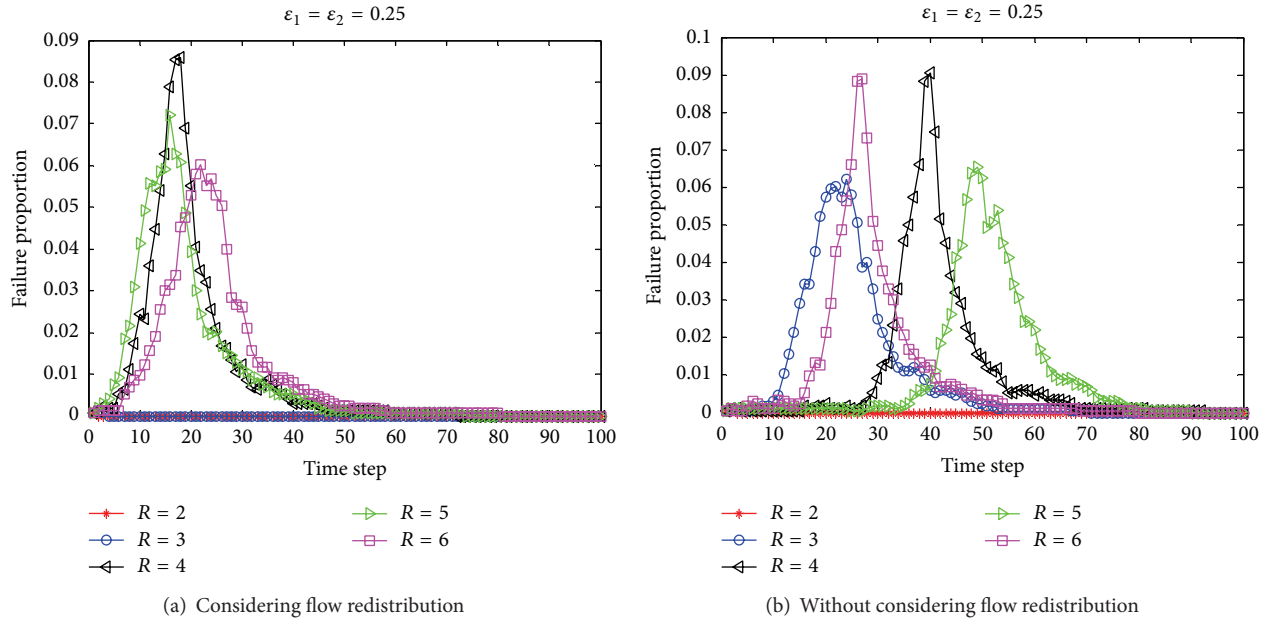 ε1 = ε2 = 0.25
0.09
0.08
0.07
0.06
0.05
0.04
0.03
0.02
0.01
0
Failure proportion
0 10 20 30 40 50 60 70 80 90 100
Time step
R = 2
R = 3
R = 4
R = 5
R = 6
(a) Considering flow redistribution
ε1 = ε2 = 0.25
0.1
0.09
0.08
0.07
0.06
0.05
0.04
0.03
0.02
0.01
0
Failure proportion
0 10 20 30 40 50 60 70 80 90 100
Time step
R = 2
R = 3
R = 4
R = 5
R = 6
(b) Without considering flow redistribution